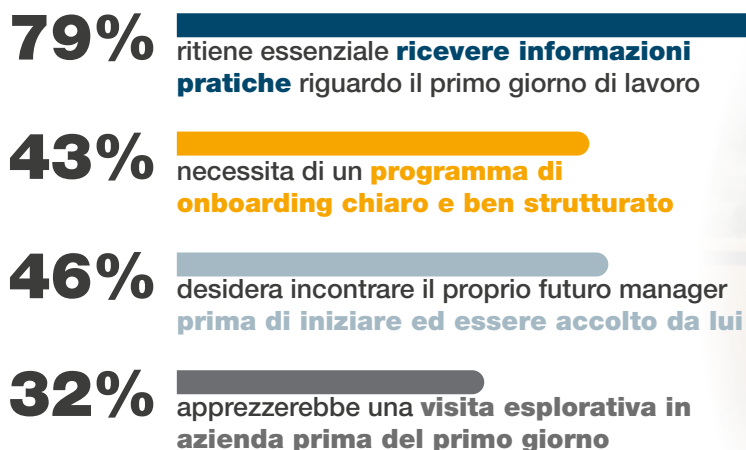 79%
ritiene essenziale ricevere informazioni
pratiche riguardo il primo giorno di lavoro
43%
necessita di un programma di
onboarding chiaro e ben strutturato
46%
desidera incontrare il proprio futuro manager
prima di iniziare ed essere accolto da lui
32%
apprezzerebbe una visita esplorativa in
azienda prima del primo giorno